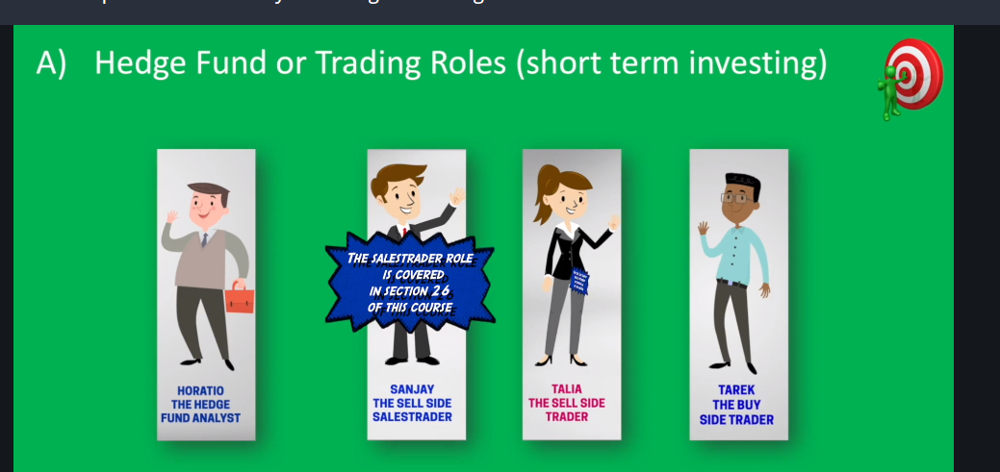 A) Hedge Fund or Trading Roles (short term investing)
THE SALESTRADER ROLE
IS COVERED
IN SECTION 26
OF THIS COURSE
HORATIO
THE HEDGE
FUND ANALYST
SANJAY
THE SELL SIDE
SALESTRADER
TALIA
THE SELL SIDE
TRADER
TAREK
THE BUY
SIDE TRADER